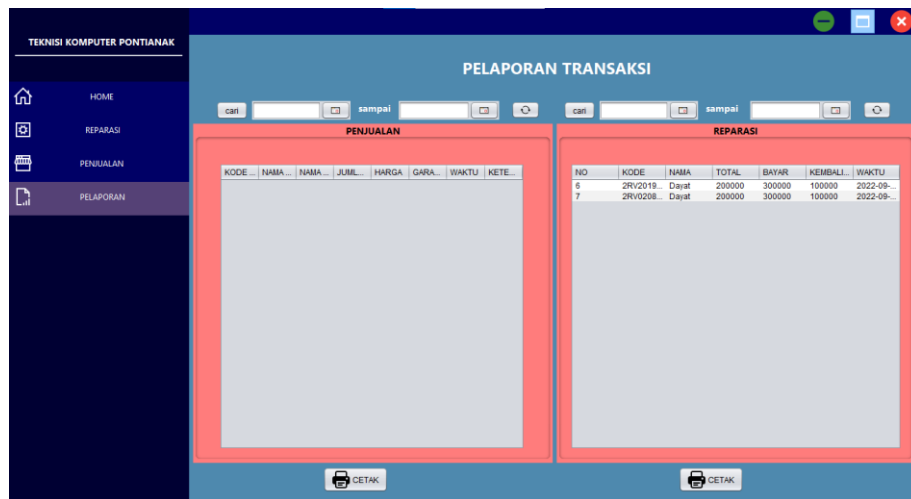 TEKNISI KOMPUTER PONTIANAK
HOME
REPARASI
PENJUALAN
PELAPORAN
PELAPORAN TRANSAKSI
cari sampai
PENJUALAN
KODE ... NAMA ... NAMA ... JUML... HARGA GARA... WAKTU KETE...
CETAK
cari sampai
REPARASI
NO KODE NAMA TOTAL BAYAR KEMBALI... WAKTU
6 2RV2019... Dayat 200000 300000 100000 2022-09-...
7 2RV0208... Dayat 200000 300000 100000 2022-09-...
CETAK